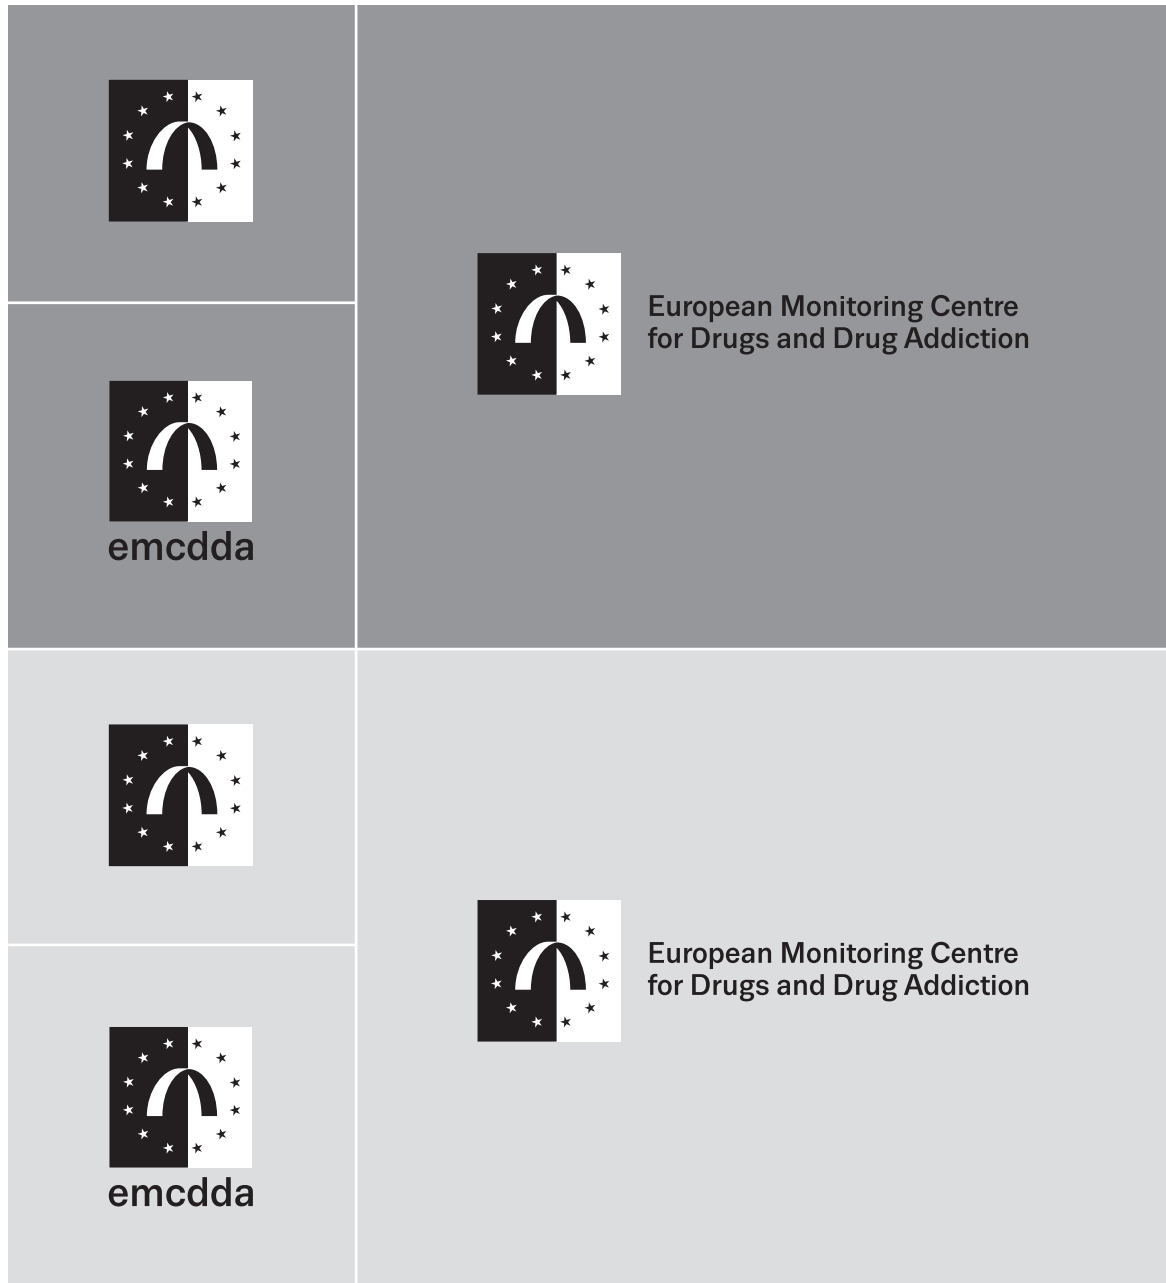 European Monitoring Centre
for Drugs and Drug Addiction
emcdda
European Monitoring Centre
for Drugs and Drug Addiction
emcdda